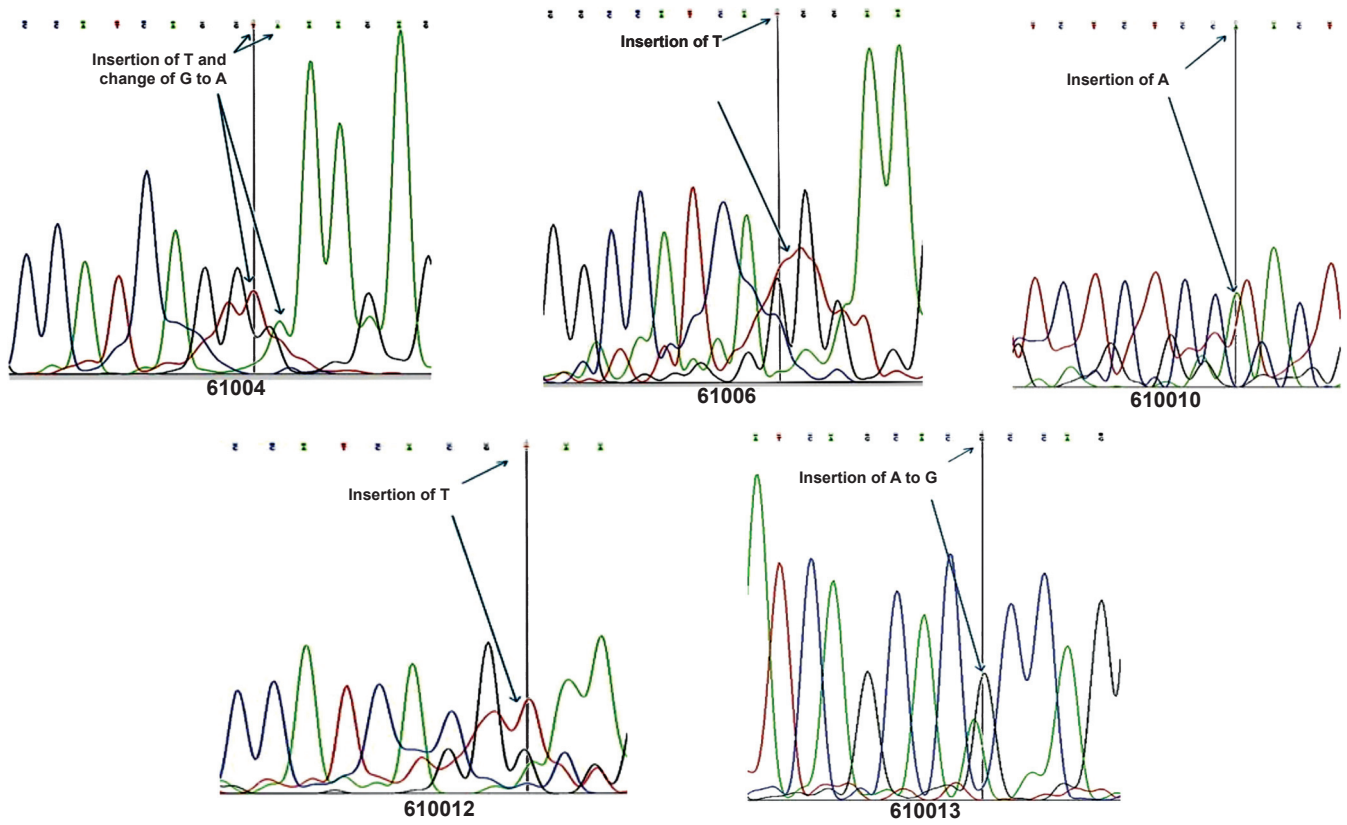 Insertion of T and
change of G to A
61004
Insertion of T
61006
Insertion of A
610010
Insertion of T
610012
Insertion of A to G
610013